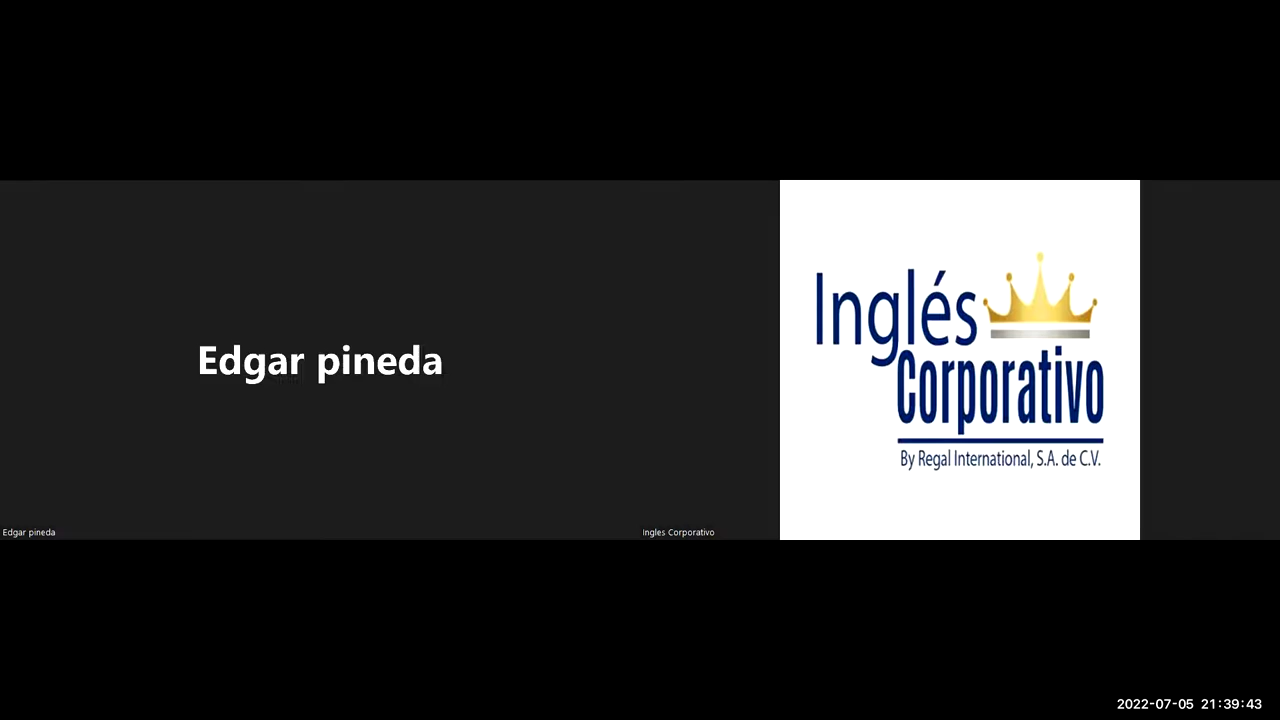 Edgar pineda
Inglés
Corporativo
By Regal International, S.A. de C.V.
Edgar pineda
Ingles Corporativo
2022-07-05 21:39:43